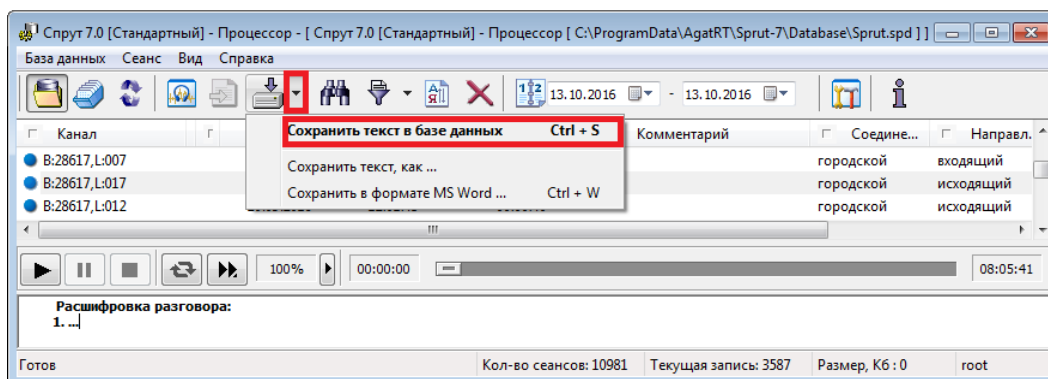 Спрут 7.0 [Стандартный] - Процессор - [ Спрут 7.0 [Стандартный] - Процессор [ C:\ProgramData\AgatRT\Sprut-7\Database\Sprut.spd ] ]
База данных Сеанс Вид Справка
13.10.2016 - 13.10.2016
Канал Комментарий Соедине... Направл.
Сохранить текст в базе данных Ctrl + S
Сохранить текст, как ...
Сохранить в формате MS Word ... Ctrl + W
B:28617,L:007 городской входящий
B:28617,L:017 городской исходящий
B:28617,L:012 городской исходящий
100% 00:00:00 08:05:41
Расшифровка разговора:
1. ...
Готов Кол-во сеансов: 10981 Текущая запись: 3587 Размер, Кб : 0 root